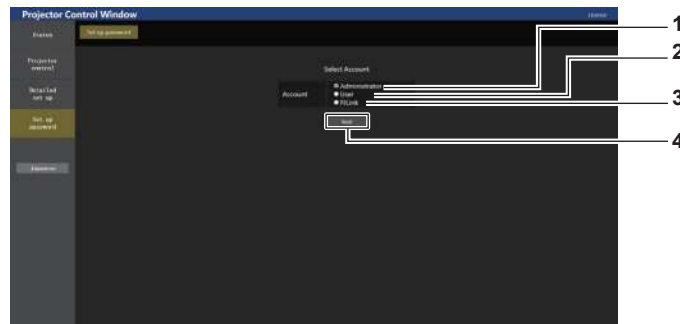 Projector Control Window
License
Status
Set up password
Projector
control
Detailed
set up
Set up
password
Japanese
Select Account
Account
Administrator
User
PJLink
Next
1
2
3
4